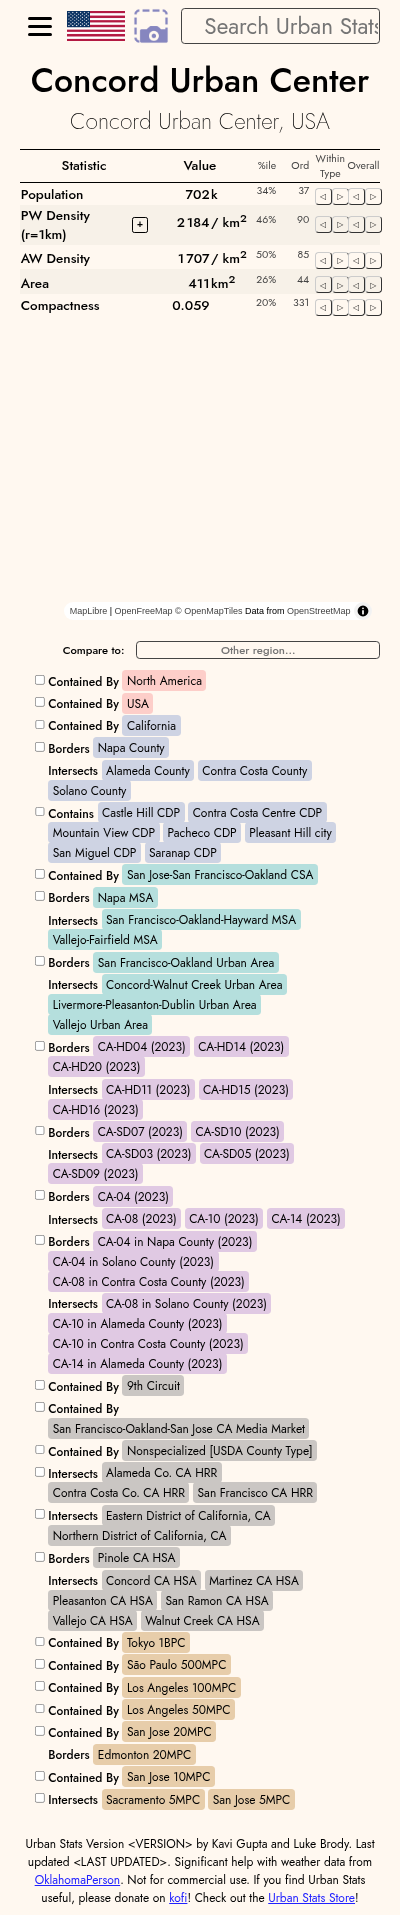 Search Urban Stats
Concord Urban Center
Concord Urban Center, USA
Statistic Value %ile Ord Within Type Overall
Population 702k 34% 37
PW Density (r=1km) + 2 184 / km² 46% 90
AW Density 1 707 / km² 50% 85
Area 411 km² 26% 44
Compactness 0.059 20% 331
MapLibre | OpenFreeMap © OpenMapTiles Data from OpenStreetMap
Compare to: Other region...
Contained By North America
Contained By USA
Contained By California
Borders Napa County
Intersects Alameda County Contra Costa County
Solano County
Contains Castle Hill CDP Contra Costa Centre CDP
Mountain View CDP Pacheco CDP Pleasant Hill city
San Miguel CDP Saranap CDP
Contained By San Jose-San Francisco-Oakland CSA
Borders Napa MSA
Intersects San Francisco-Oakland-Hayward MSA
Vallejo-Fairfield MSA
Borders San Francisco-Oakland Urban Area
Intersects Concord-Walnut Creek Urban Area
Livermore-Pleasanton-Dublin Urban Area
Vallejo Urban Area
Borders CA-HD04 (2023) CA-HD14 (2023)
CA-HD20 (2023)
Intersects CA-HD11 (2023) CA-HD15 (2023)
CA-HD16 (2023)
Borders CA-SD07 (2023) CA-SD10 (2023)
Intersects CA-SD03 (2023) CA-SD05 (2023)
CA-SD09 (2023)
Borders CA-04 (2023)
Intersects CA-08 (2023) CA-10 (2023) CA-14 (2023)
Borders CA-04 in Napa County (2023)
CA-04 in Solano County (2023)
CA-08 in Contra Costa County (2023)
Intersects CA-08 in Solano County (2023)
CA-10 in Alameda County (2023)
CA-10 in Contra Costa County (2023)
CA-14 in Alameda County (2023)
Contained By 9th Circuit
Contained By
San Francisco-Oakland-San Jose CA Media Market
Contained By Nonspecialized [USDA County Type]
Intersects Alameda Co. CA HRR
Contra Costa Co. CA HRR San Francisco CA HRR
Intersects Eastern District of California, CA
Northern District of California, CA
Borders Pinole CA HSA
Intersects Concord CA HSA Martinez CA HSA
Pleasanton CA HSA San Ramon CA HSA
Vallejo CA HSA Walnut Creek CA HSA
Contained By Tokyo 1BPC
Contained By São Paulo 500MPC
Contained By Los Angeles 100MPC
Contained By Los Angeles 50MPC
Contained By San Jose 20MPC
Borders Edmonton 20MPC
Contained By San Jose 10MPC
Intersects Sacramento 5MPC San Jose 5MPC
Urban Stats Version <VERSION> by Kavi Gupta and Luke Brody. Last
updated <LAST UPDATED>. Significant help with weather data from
OklahomaPerson. Not for commercial use. If you find Urban Stats
useful, please donate on kofi! Check out the Urban Stats Store!